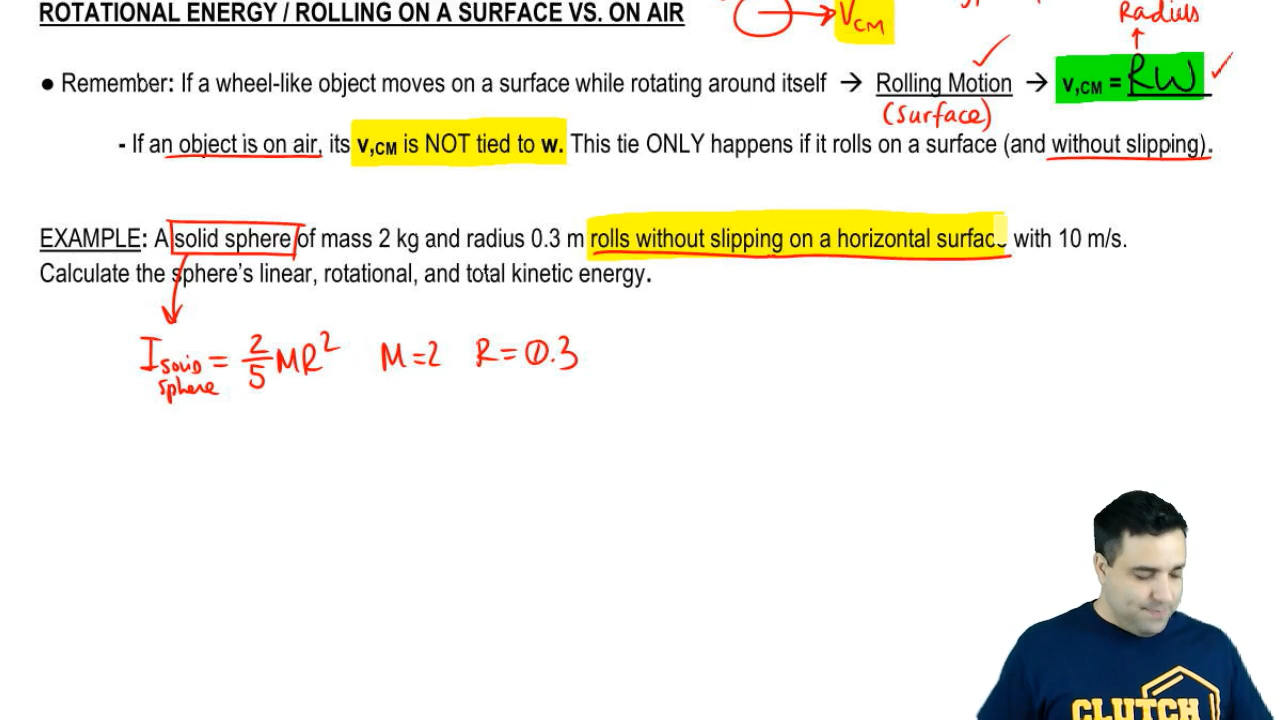 ROTATIONAL ENERGY / ROLLING ON A SURFACE VS. ON AIR
VCM
Radius
● Remember: If a wheel-like object moves on a surface while rotating around itself → Rolling Motion → v,CM = RW
(surface)
- If an object is on air, its v,CM is NOT tied to w. This tie ONLY happens if it rolls on a surface (and without slipping).
EXAMPLE: A solid sphere of mass 2 kg and radius 0.3 m rolls without slipping on a horizontal surface with 10 m/s.
Calculate the sphere's linear, rotational, and total kinetic energy.
I solid sphere = 2/5 MR² M=2 R=0.3
CLUTCH